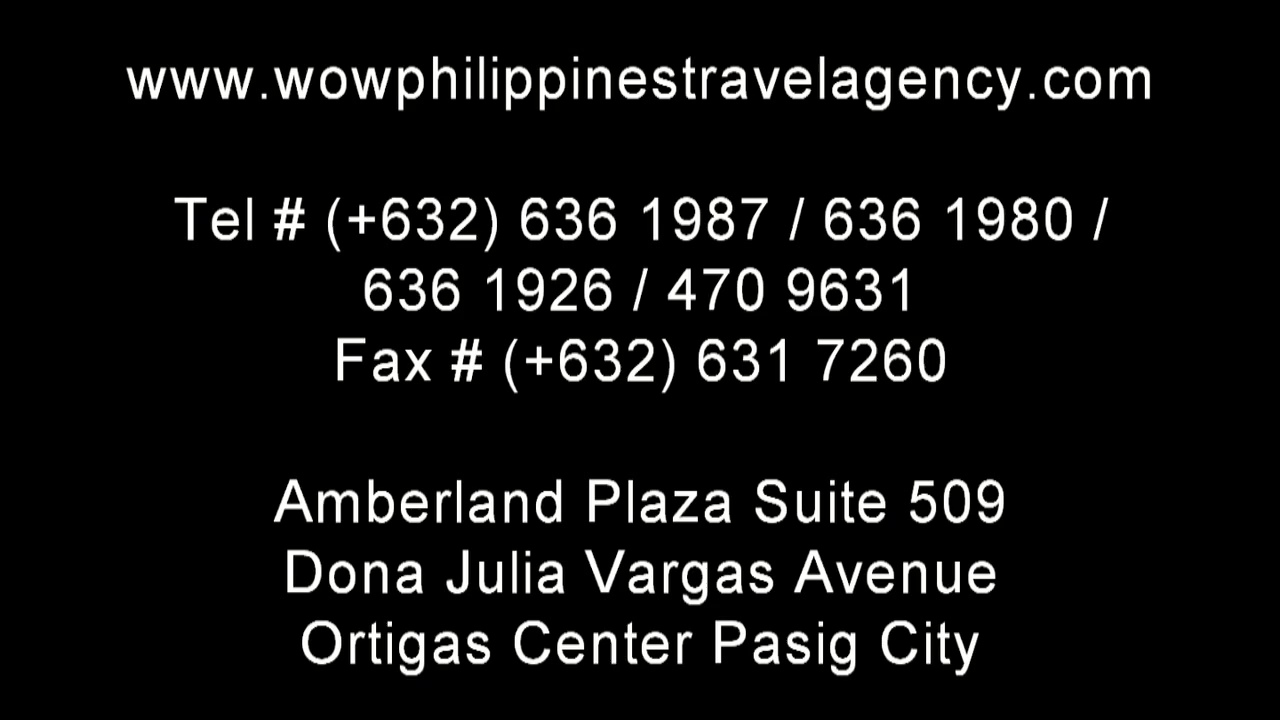 www.wowphilippinestravelagency.com
Tel # (+632) 636 1987 / 636 1980 /
636 1926 / 470 9631
Fax # (+632) 631 7260
Amberland Plaza Suite 509
Dona Julia Vargas Avenue
Ortigas Center Pasig City